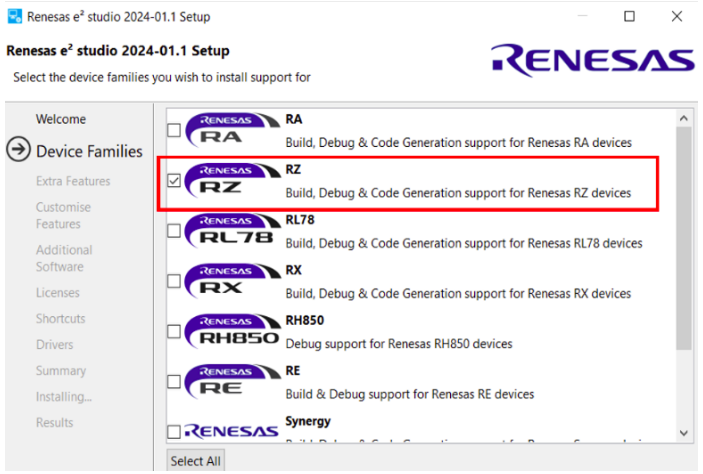 Renesas e² studio 2024-01.1 Setup
Renesas e² studio 2024-01.1 Setup
Select the device families you wish to install support for
RENESAS
Welcome
Device Families
Extra Features
Customise
Features
Additional
Software
Licenses
Shortcuts
Drivers
Summary
Installing...
Results
RENESAS
RA
RA
Build, Debug & Code Generation support for Renesas RA devices
RENESAS
RZ
RZ
Build, Debug & Code Generation support for Renesas RZ devices
RENESAS
RL78
RL78
Build, Debug & Code Generation support for Renesas RL78 devices
RENESAS
RX
RX
Build, Debug & Code Generation support for Renesas RX devices
RENESAS
RH850
RH850
Debug support for Renesas RH850 devices
RENESAS
RE
RE
Build & Debug support for Renesas RE devices
RENESAS
Synergy
Select All